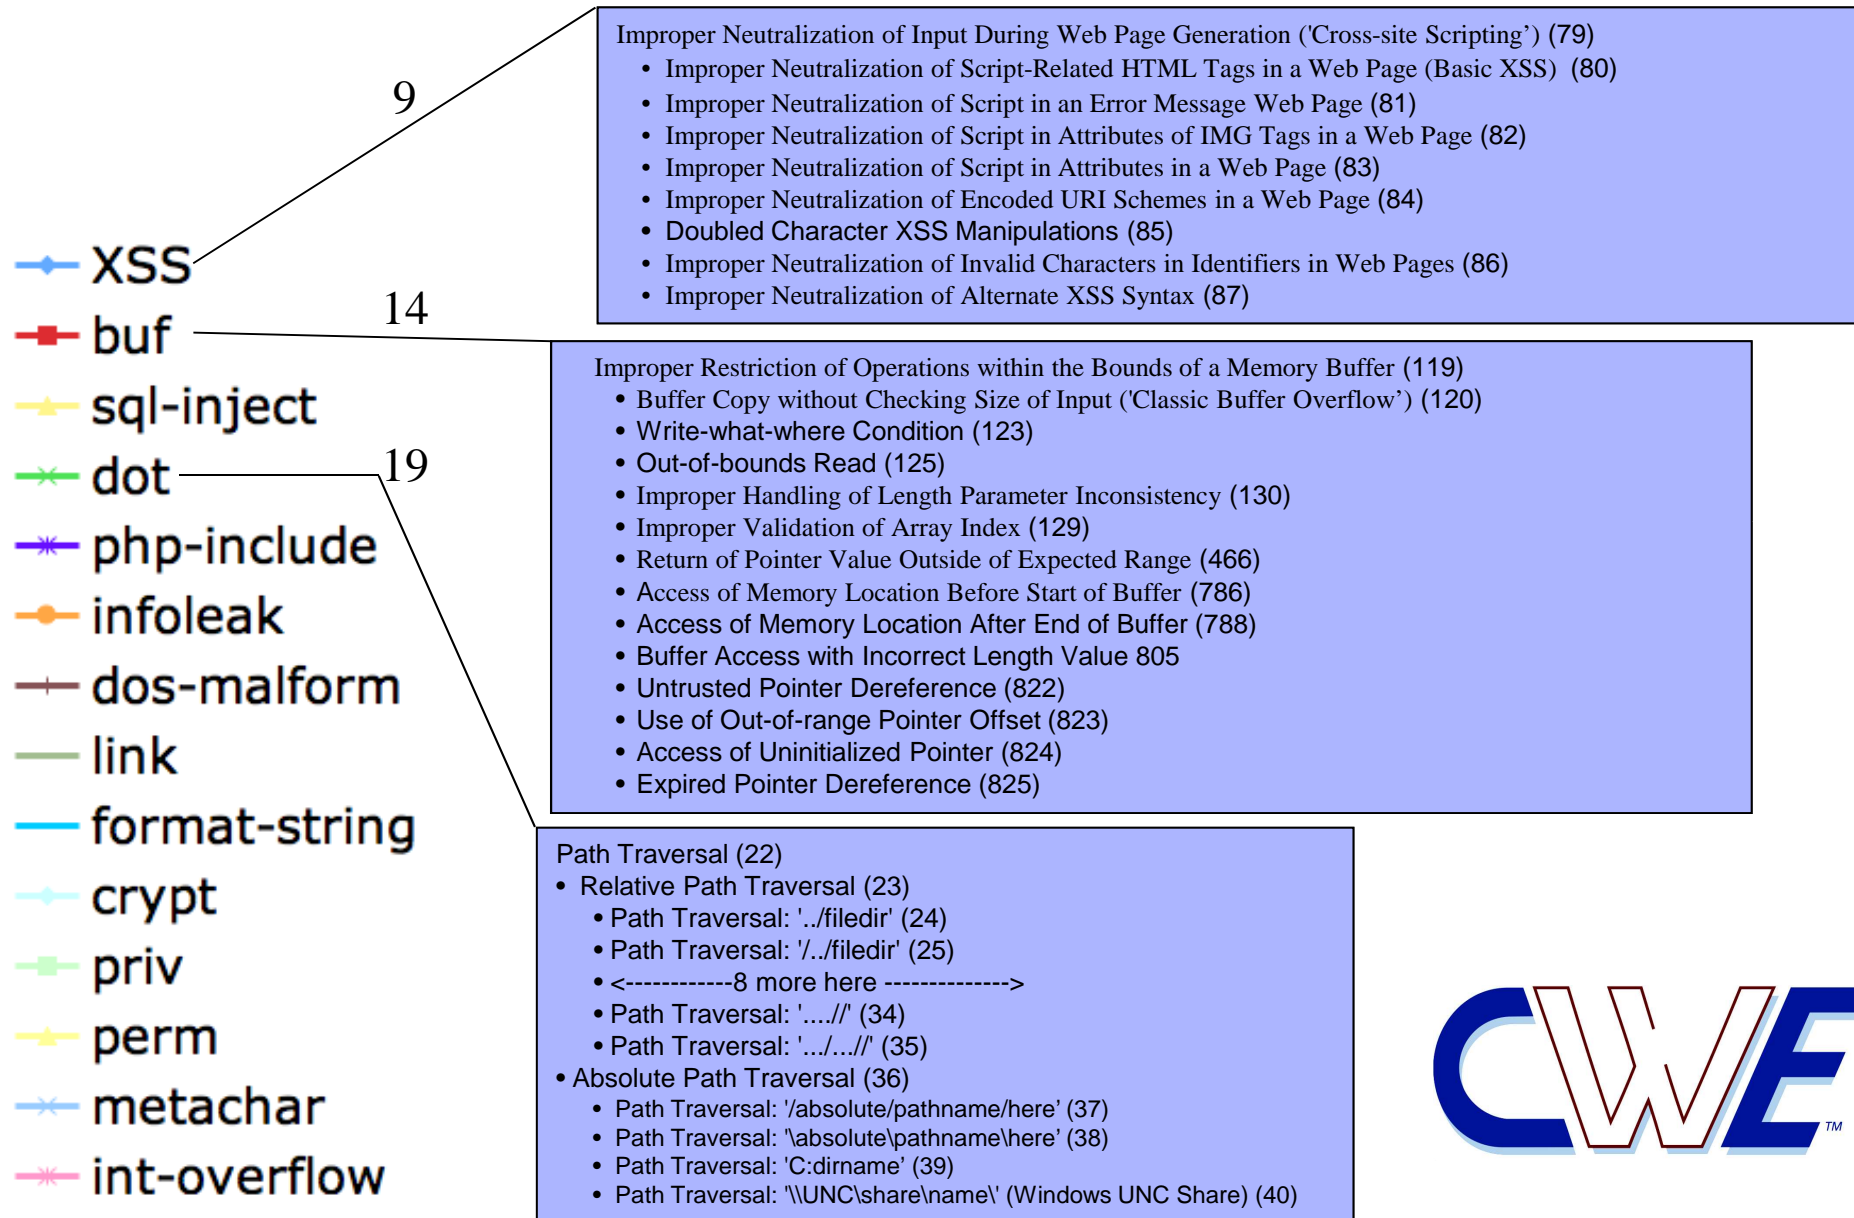 9
Improper Neutralization of Input During Web Page Generation ('Cross-site Scripting’) (79)
• Improper Neutralization of Script-Related HTML Tags in a Web Page (Basic XSS) (80)
• Improper Neutralization of Script in an Error Message Web Page (81)
• Improper Neutralization of Script in Attributes of IMG Tags in a Web Page (82)
• Improper Neutralization of Script in Attributes in a Web Page (83)
• Improper Neutralization of Encoded URI Schemes in a Web Page (84)
• Doubled Character XSS Manipulations (85)
• Improper Neutralization of Invalid Characters in Identifiers in Web Pages (86)
• Improper Neutralization of Alternate XSS Syntax (87)
XSS
buf
sql-inject
dot
php-include
infoleak
dos-malform
link
format-string
crypt
priv
perm
metachar
int-overflow
14
Improper Restriction of Operations within the Bounds of a Memory Buffer (119)
• Buffer Copy without Checking Size of Input ('Classic Buffer Overflow’) (120)
• Write-what-where Condition (123)
• Out-of-bounds Read (125)
• Improper Handling of Length Parameter Inconsistency (130)
• Improper Validation of Array Index (129)
• Return of Pointer Value Outside of Expected Range (466)
• Access of Memory Location Before Start of Buffer (786)
• Access of Memory Location After End of Buffer (788)
• Buffer Access with Incorrect Length Value 805
• Untrusted Pointer Dereference (822)
• Use of Out-of-range Pointer Offset (823)
• Access of Uninitialized Pointer (824)
• Expired Pointer Dereference (825)
19
Path Traversal (22)
• Relative Path Traversal (23)
• Path Traversal: '../filedir' (24)
• Path Traversal: '/../filedir' (25)
• <------------8 more here -------------->
• Path Traversal: '....//' (34)
• Path Traversal: '.../...//' (35)
• Absolute Path Traversal (36)
• Path Traversal: '/absolute/pathname/here’ (37)
• Path Traversal: '\absolute\pathname\here’ (38)
• Path Traversal: 'C:dirname’ (39)
• Path Traversal: '\\UNC\share\name\' (Windows UNC Share) (40)
CWE TM